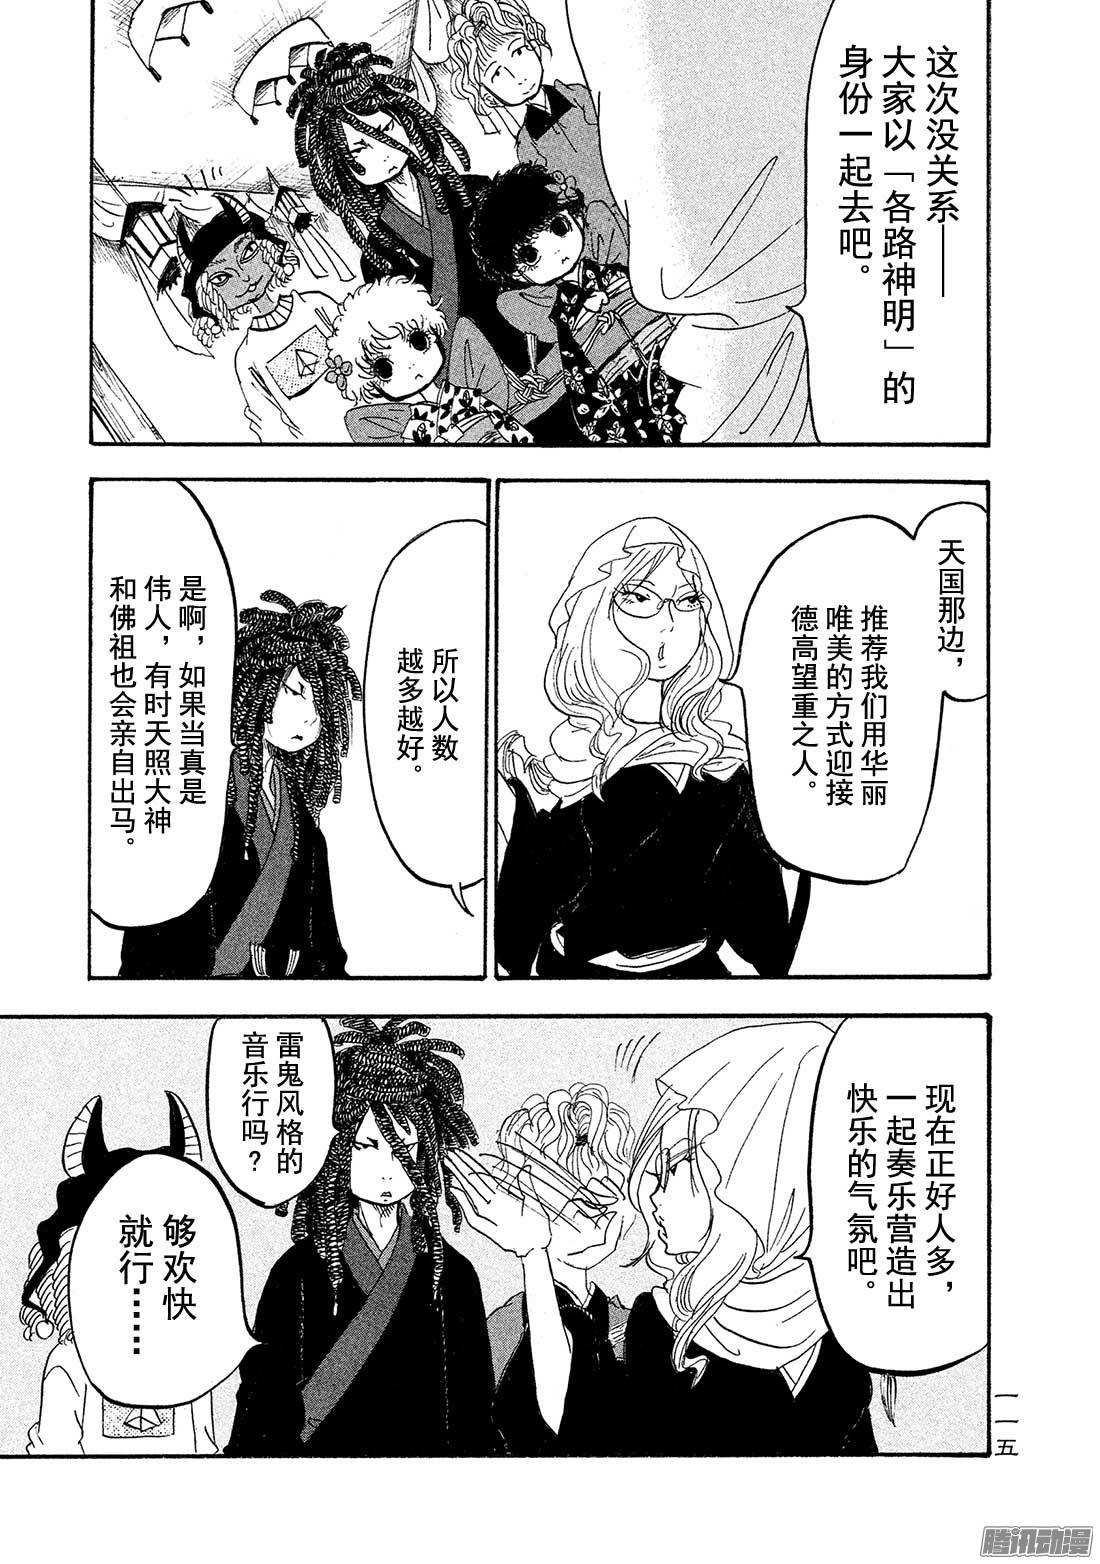 这次没关系——
大家以「各路神明」的
身份一起去吧。
天国那边，
推荐我们用华丽
唯美的方式迎接
德高望重之人。
所以人数
越多越好。
是啊，如果当真是
伟人，有时天照大神
和佛祖也会亲自出马。
现在正好人多，
一起奏乐营造出
快乐的气氛吧。
雷鬼风格的
音乐行吗？
够欢快
就行……
一一五
腾讯动漫